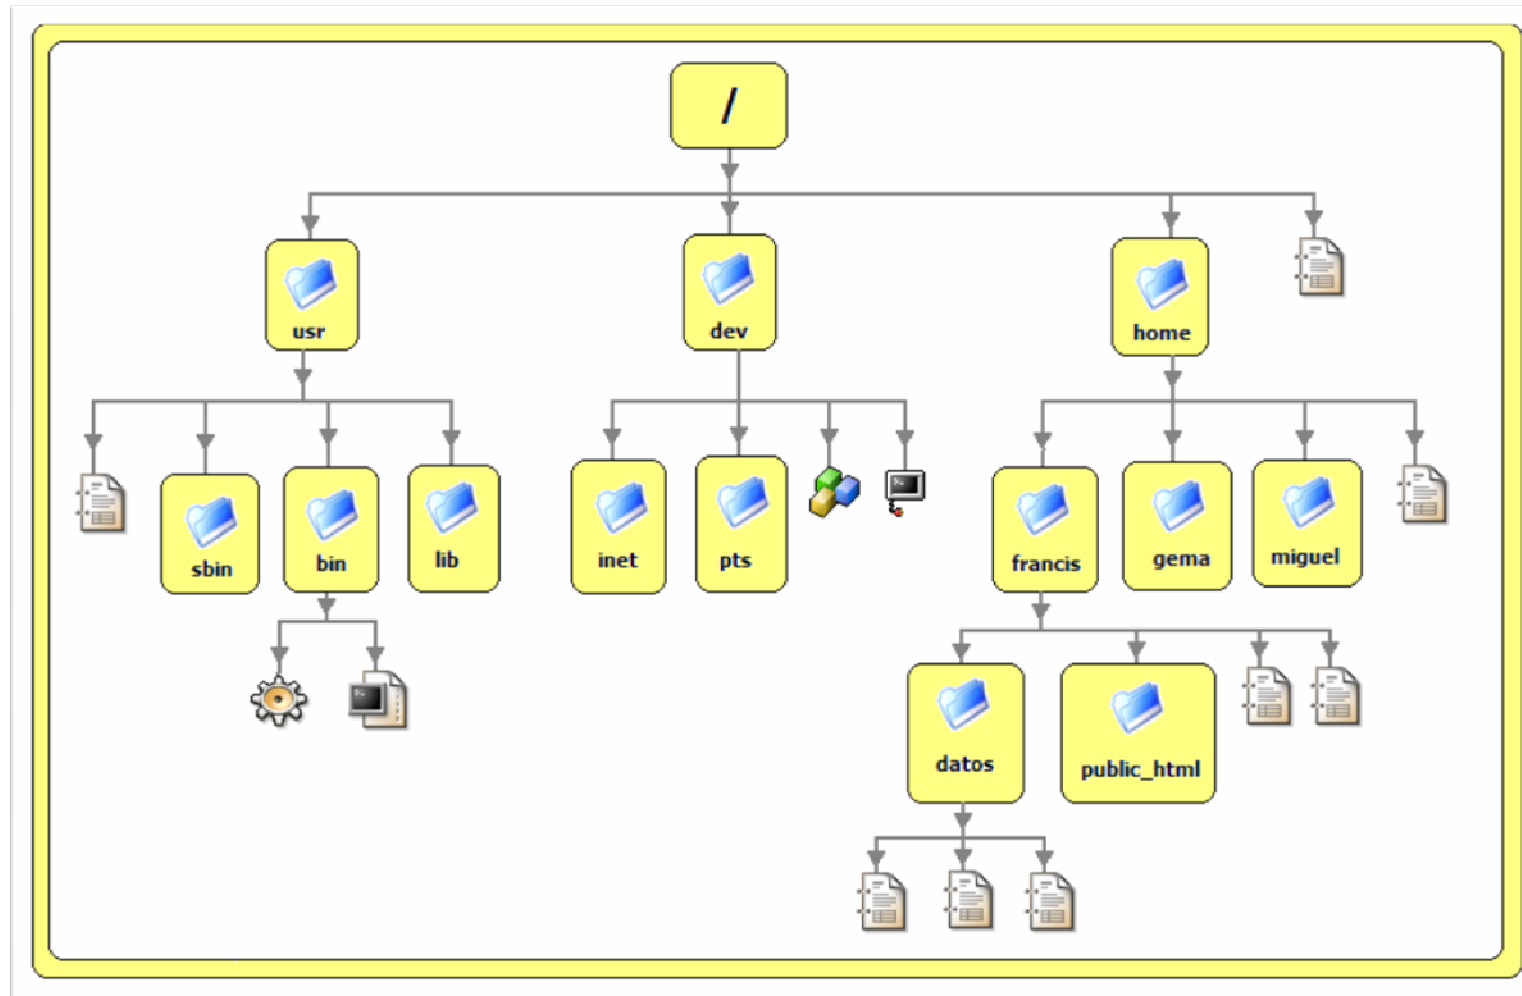 /
usr
dev
home
sbin
bin
lib
inet
pts
francis
gema
miguel
datos
public_html